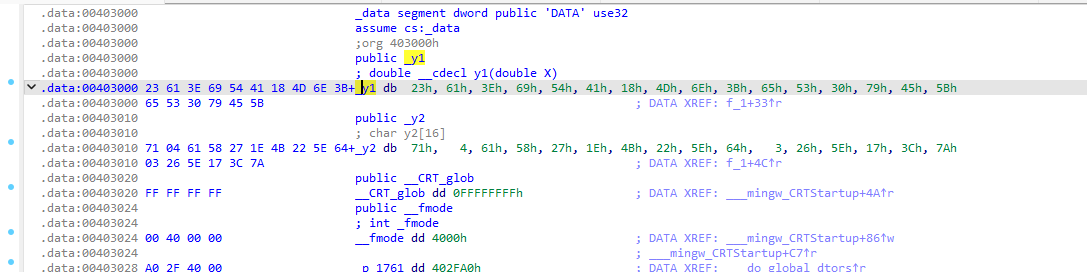 .data:00403000 _data segment dword public 'DATA' use32
.data:00403000 assume cs:_data
.data:00403000 ;org 403000h
.data:00403000 public _y1
.data:00403000 ; double __cdecl y1(double X)
.data:00403000 23 61 3E 69 54 41 18 4D 6E 3B+_y1 db 23h, 61h, 3Eh, 69h, 54h, 41h, 18h, 4Dh, 6Eh, 3Bh, 65h, 53h, 30h, 79h, 45h, 5Bh
.data:00403000 65 53 30 79 45 5B ; DATA XREF: f_1+33↑r
.data:00403010 public _y2
.data:00403010 ; char y2[16]
.data:00403010 71 04 61 58 27 1E 4B 22 5E 64+_y2 db 71h, 4, 61h, 58h, 27h, 1Eh, 4Bh, 22h, 5Eh, 64h, 3, 26h, 5Eh, 17h, 3Ch, 7Ah
.data:00403010 03 26 5E 17 3C 7A ; DATA XREF: f_1+4C↑r
.data:00403020 public __CRT_glob
.data:00403020 FF FF FF FF __CRT_glob dd 0FFFFFFFFh ; DATA XREF: ___mingw_CRTStartup+4A↑r
.data:00403024 public __fmode
.data:00403024 ; int _fmode
.data:00403024 00 40 00 00 __fmode dd 4000h ; DATA XREF: ___mingw_CRTStartup+86↑w
.data:00403024 ; ___mingw_CRTStartup+C7↑r
.data:00403028 A0 2F 40 00 _p_1761 dd 402FA0h ; DATA XREF: ___do_global_dtors↑r